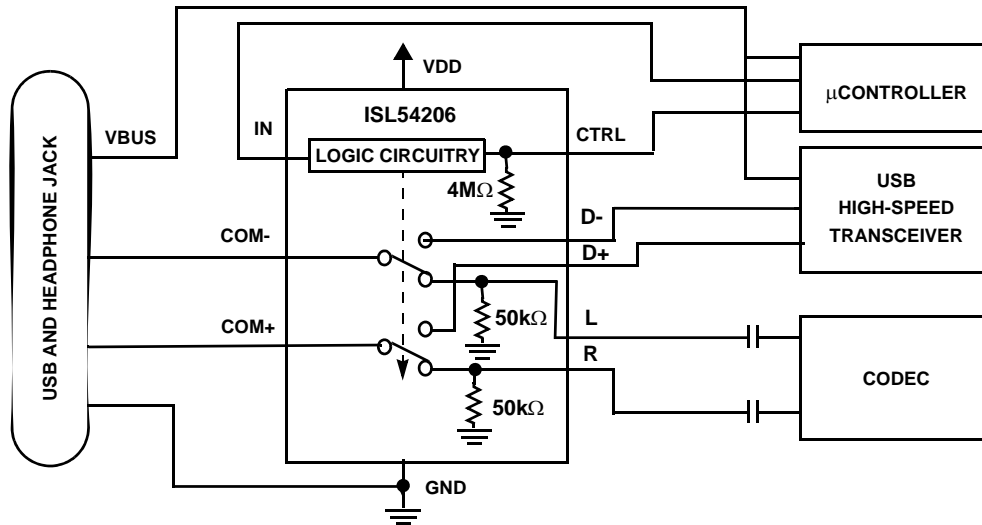 VDD
μCONTROLLER
ISL54206
IN
CTRL
VBUS
LOGIC CIRCUITRY
4MΩ
USB
HIGH-SPEED
TRANSCEIVER
D-
COM-
D+
USB AND HEADPHONE JACK
50kΩ
L
COM+
R
CODEC
50kΩ
GND